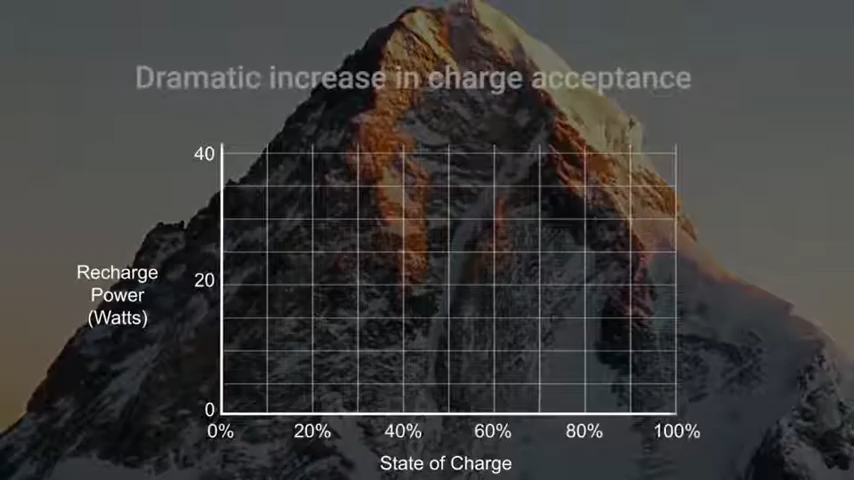 Dramatic increase in charge acceptance
40
Recharge
Power
(Watts)
20
0
0% 20% 40% 60% 80% 100%
State of Charge